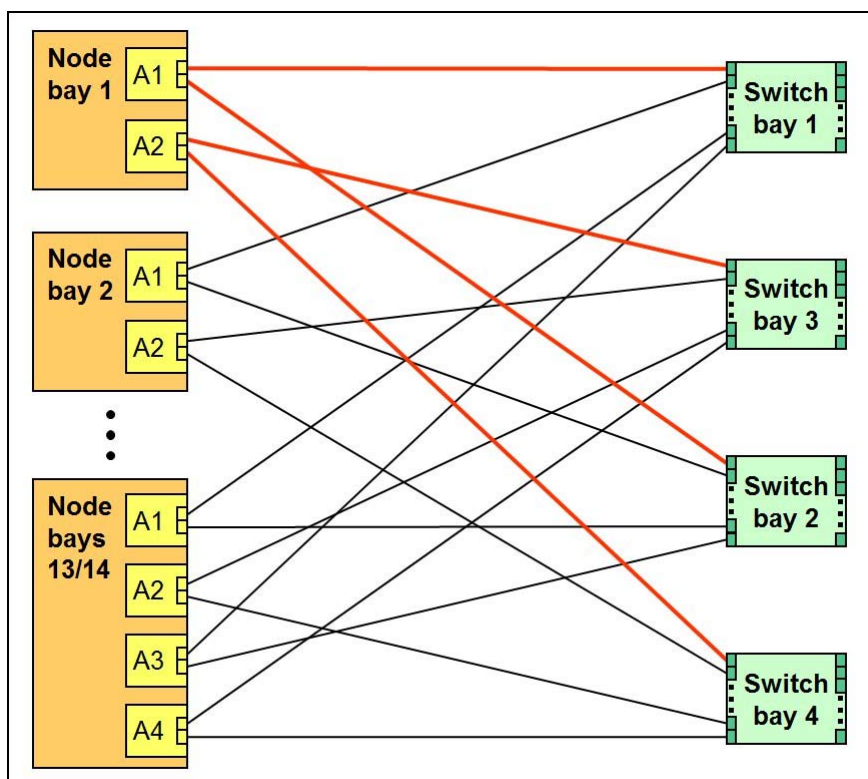 Node
bay 1
A1
A2
Node
bay 2
A1
A2
Node
bays
13/14
A1
A2
A3
A4
Switch
bay 1
Switch
bay 3
Switch
bay 2
Switch
bay 4